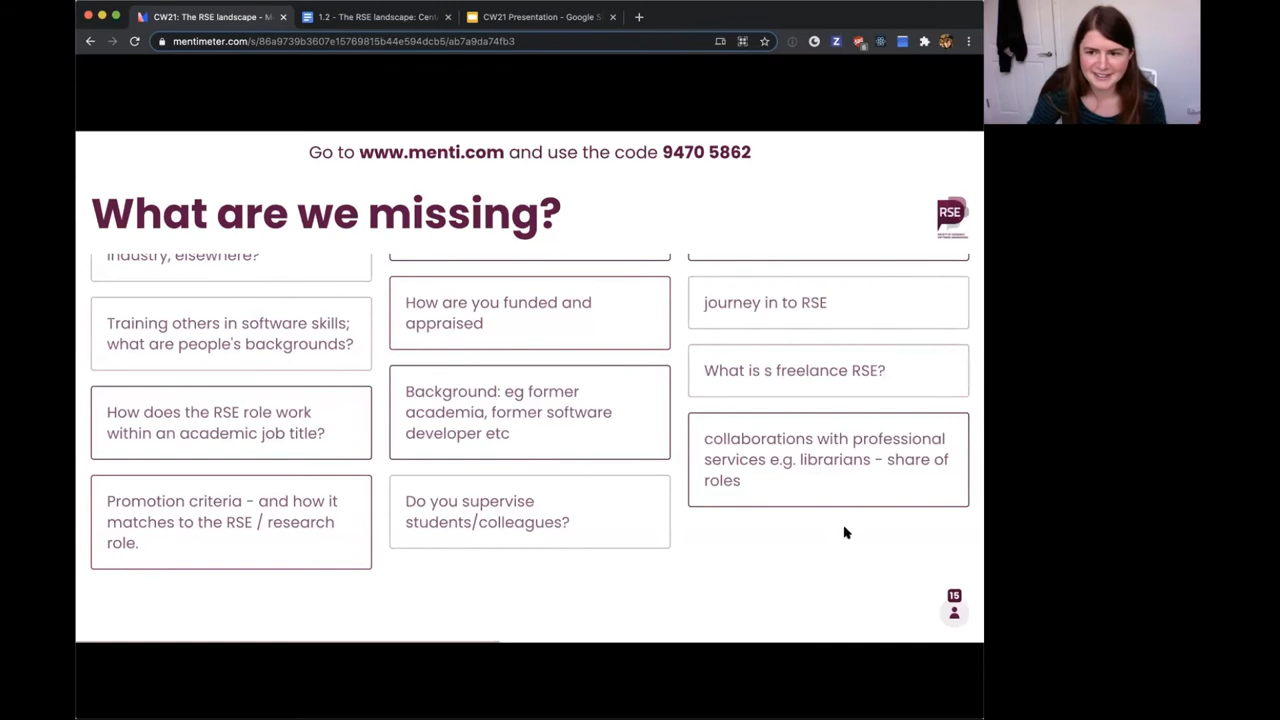 CW21: The RSE landscape - M
1.2 - The RSE landscape: Cent
CW21 Presentation - Google S
mentimeter.com/s/86a9739b3607e15769815b44e594dcb5/ab7a9da74fb3
Go to www.menti.com and use the code 9470 5862
What are we missing?
RSE
industry, elsewhere?
Training others in software skills;
what are people's backgrounds?
How does the RSE role work
within an academic job title?
Promotion criteria - and how it
matches to the RSE / research
role.
How are you funded and
appraised
Background: eg former
academia, former software
developer etc
Do you supervise
students/colleagues?
journey in to RSE
What is s freelance RSE?
collaborations with professional
services e.g. librarians - share of
roles
15